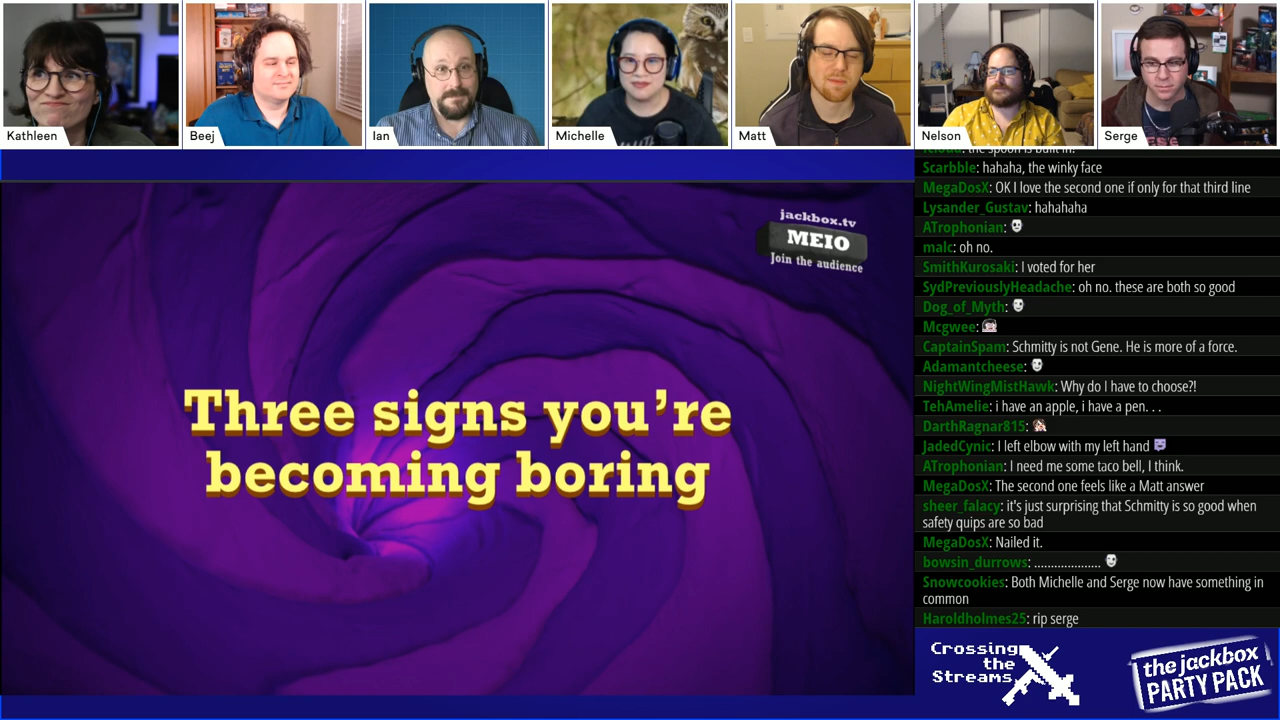 Kathleen
Beej
Ian
Michelle
Matt
Nelson
Serge
jackbox.tv
MEIO
Join the audience
Three signs you're
becoming boring
Scarbble: hahaha, the winky face
MegaDosX: OK I love the second one if only for that third line
Lysander_Gustav: hahahaha
ATrophonian:
malc: oh no.
SmithKurosaki: I voted for her
SydPreviouslyHeadache: oh no. these are both so good
Dog_of_Myth:
Mcgwee:
CaptainSpam: Schmitty is not Gene. He is more of a force.
Adamantcheese:
NightWingMistHawk: Why do I have to choose?!
TehAmelie: i have an apple, i have a pen. . .
DarthRagnar815:
JadedCynic: I left elbow with my left hand
ATrophonian: I need me some taco bell, I think.
MegaDosX: The second one feels like a Matt answer
sheer_falacy: it's just surprising that Schmitty is so good when
safety quips are so bad
MegaDosX: Nailed it.
bowsin_durrows: ....................
Snowcookies: Both Michelle and Serge now have something in
common
Haroldholmes25: rip serge
Crossing
the
Streams
the jackbox
PARTY PACK